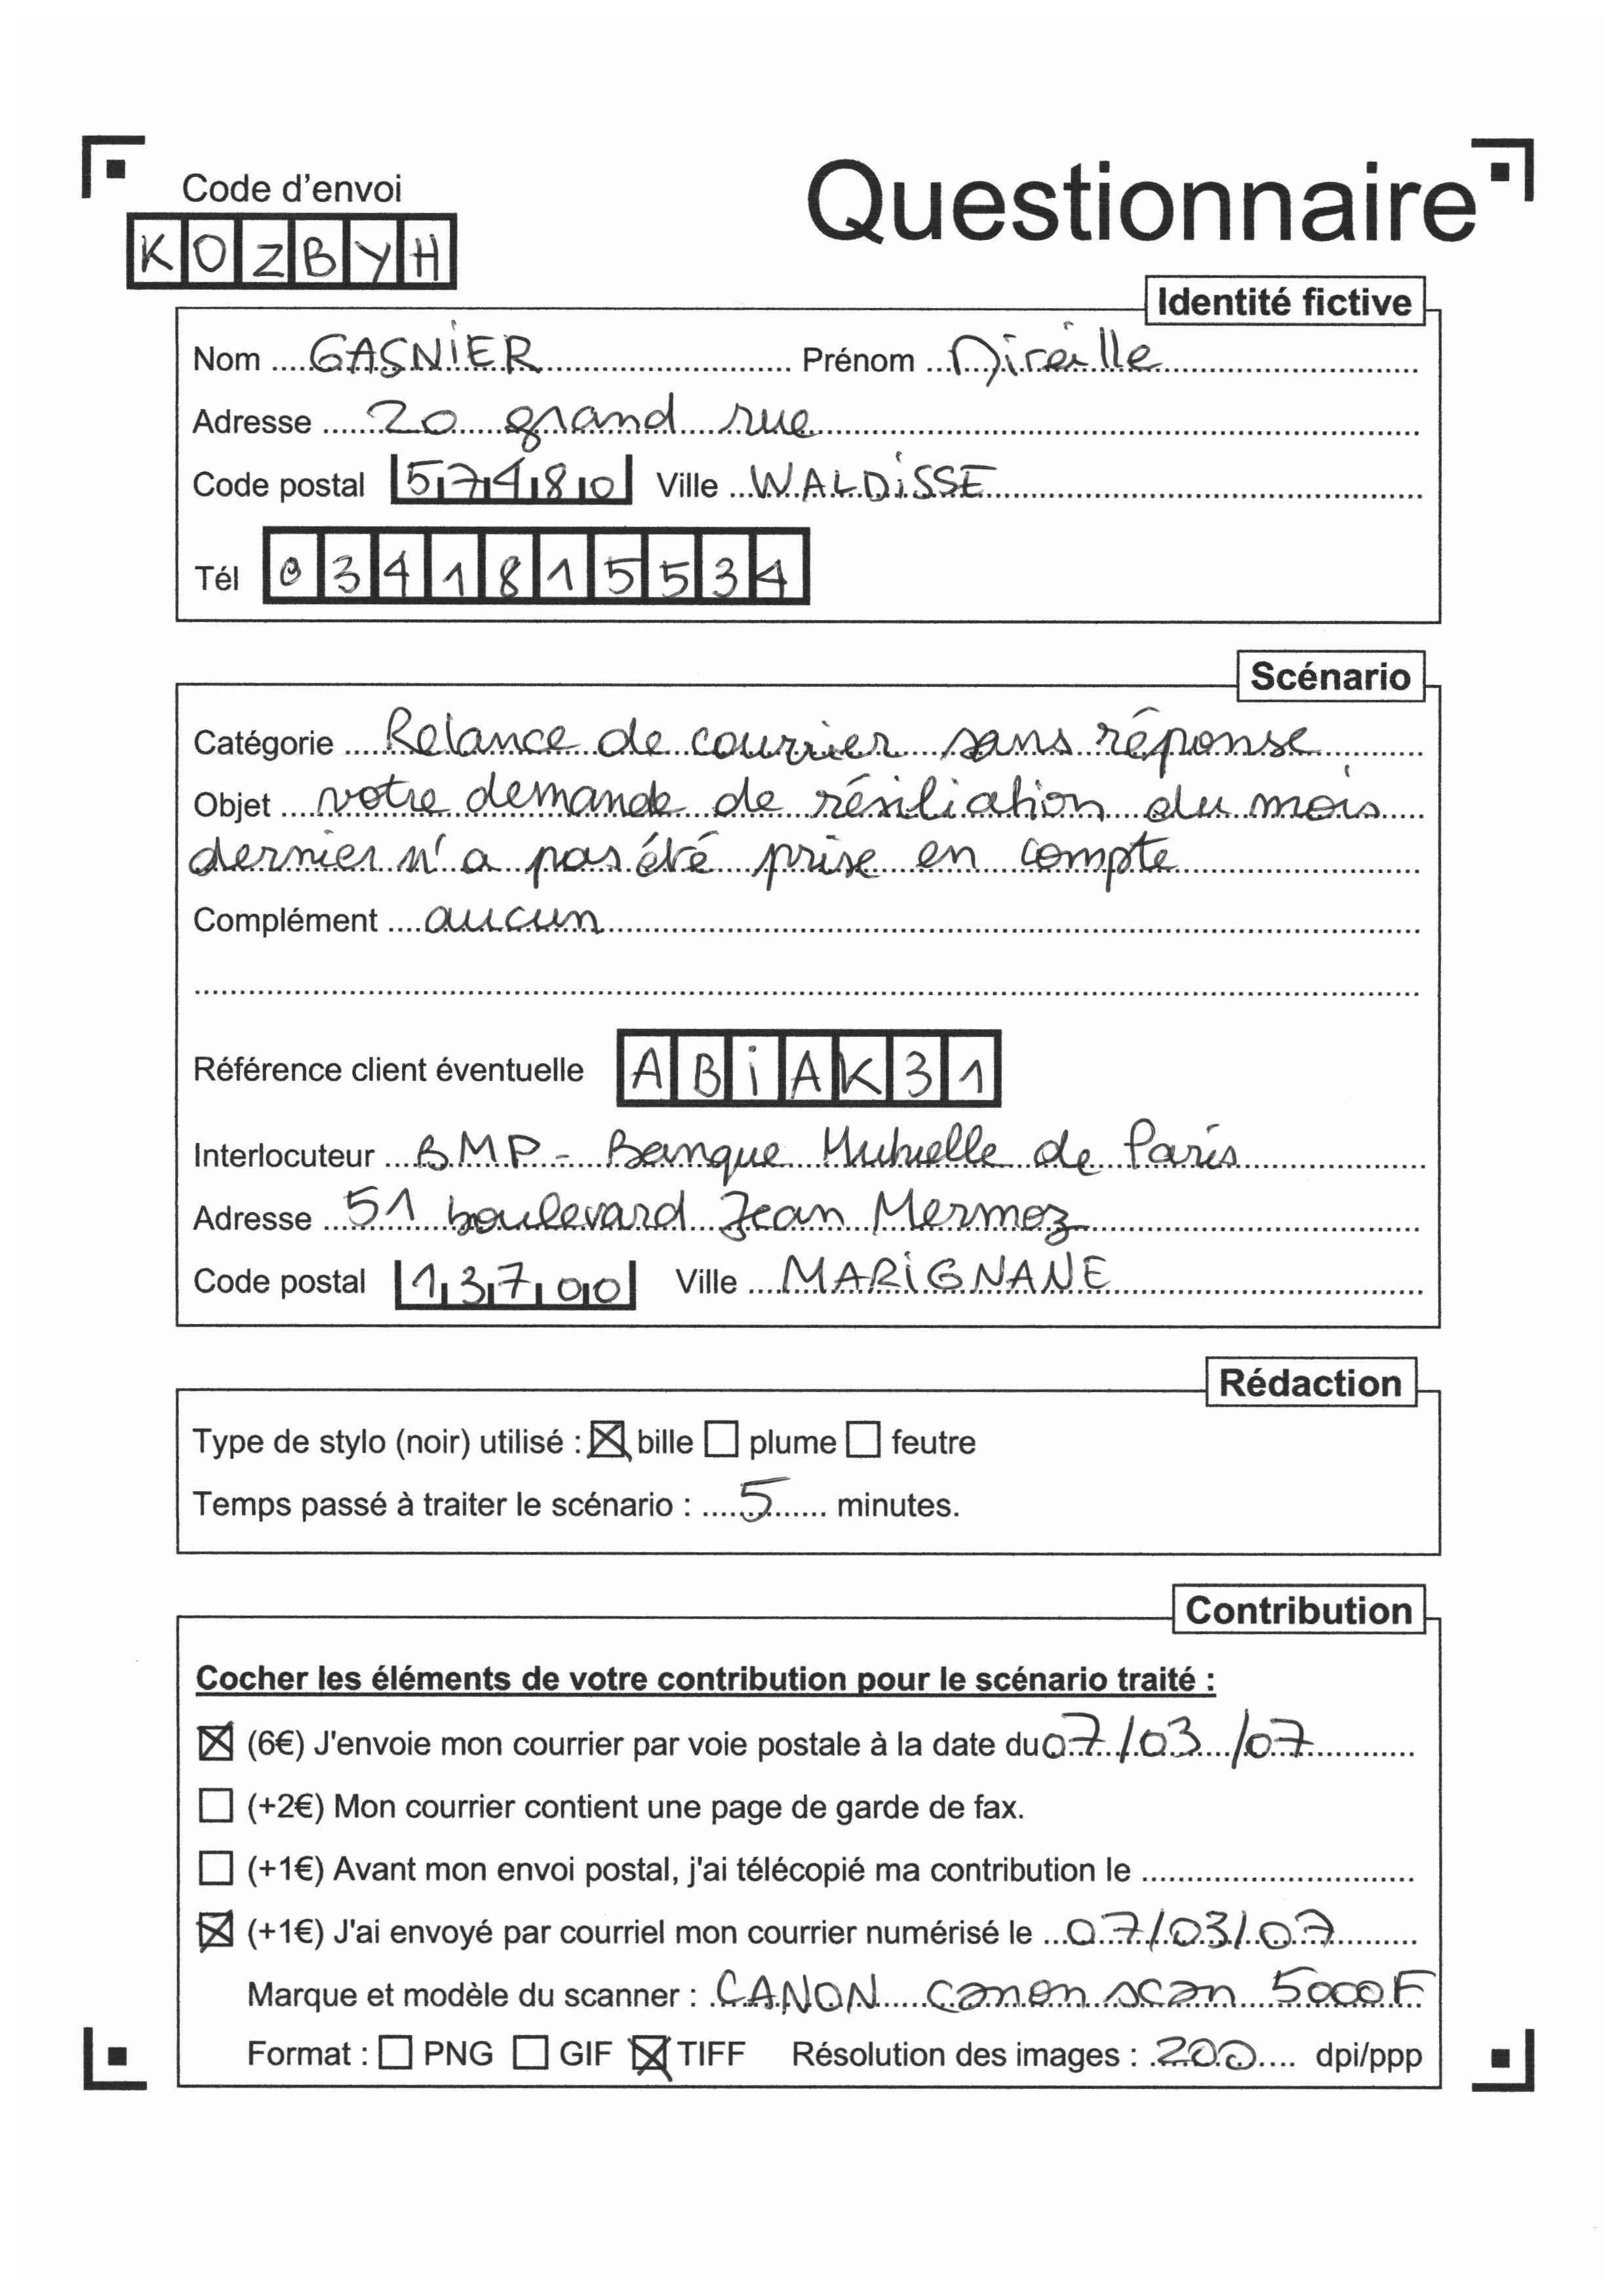 Code d'envoi
Questionnaire
KOZBYH
Identité fictive
Nom GASNiER Prénom Mireille
Adresse 20 grand rue
Code postal 57480 Ville WALDiSSE
Tél 0341815534
Scénario
Catégorie Relance de courrier sans réponse
Objet votre demande de résiliation du mois
dernier n'a pas été prise en compte
Complément aucun
Référence client éventuelle ABiAK31
Interlocuteur BMP - Banque Mutuelle de Paris
Adresse 51 boulevard Jean Mermoz
Code postal 13700 Ville MARiGNANE
Rédaction
Type de stylo (noir) utilisé : ☒ bille ☐ plume ☐ feutre
Temps passé à traiter le scénario : 5 minutes.
Contribution
Cocher les éléments de votre contribution pour le scénario traité :
☒ (6€) J'envoie mon courrier par voie postale à la date du 07/03/07
☐ (+2€) Mon courrier contient une page de garde de fax.
☐ (+1€) Avant mon envoi postal, j'ai télécopié ma contribution le
☒ (+1€) J'ai envoyé par courriel mon courrier numérisé le 07/03/07
Marque et modèle du scanner : CANON canon scan 5000F
Format : ☐ PNG ☐ GIF ☒ TIFF Résolution des images : 200 dpi/ppp